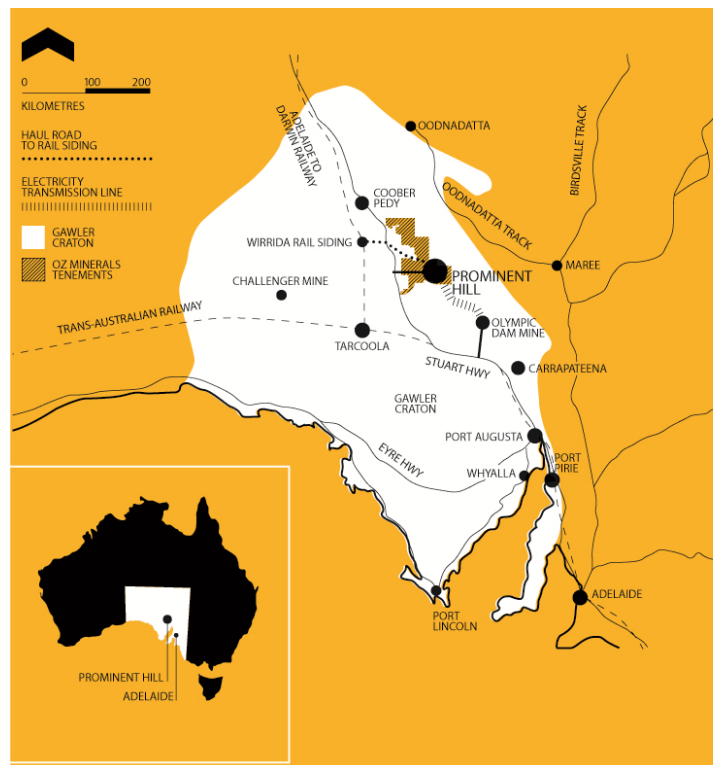 0 100 200
KILOMETRES
HAUL ROAD
TO RAIL SIDING
ELECTRICITY
TRANSMISSION LINE
GAWLER
CRATON
OZ MINERALS
TENEMENTS
ADELAIDE TO
DARWIN RAILWAY
OODNADATTA
BIRDSVILLE TRACK
COOBER
PEDY
OODNADATTA TRACK
WIRRIDA RAIL SIDING
MAREE
PROMINENT
HILL
CHALLENGER MINE
TRANS-AUSTRALIAN RAILWAY
OLYMPIC
DAM MINE
TARCOOLA
STUART HWY
CARRAPATEENA
GAWLER
CRATON
PORT AUGUSTA
EYRE HWY
WHYALLA
PORT
PIRIE
ADELAIDE
PORT
LINCOLN
PROMINENT HILL
ADELAIDE